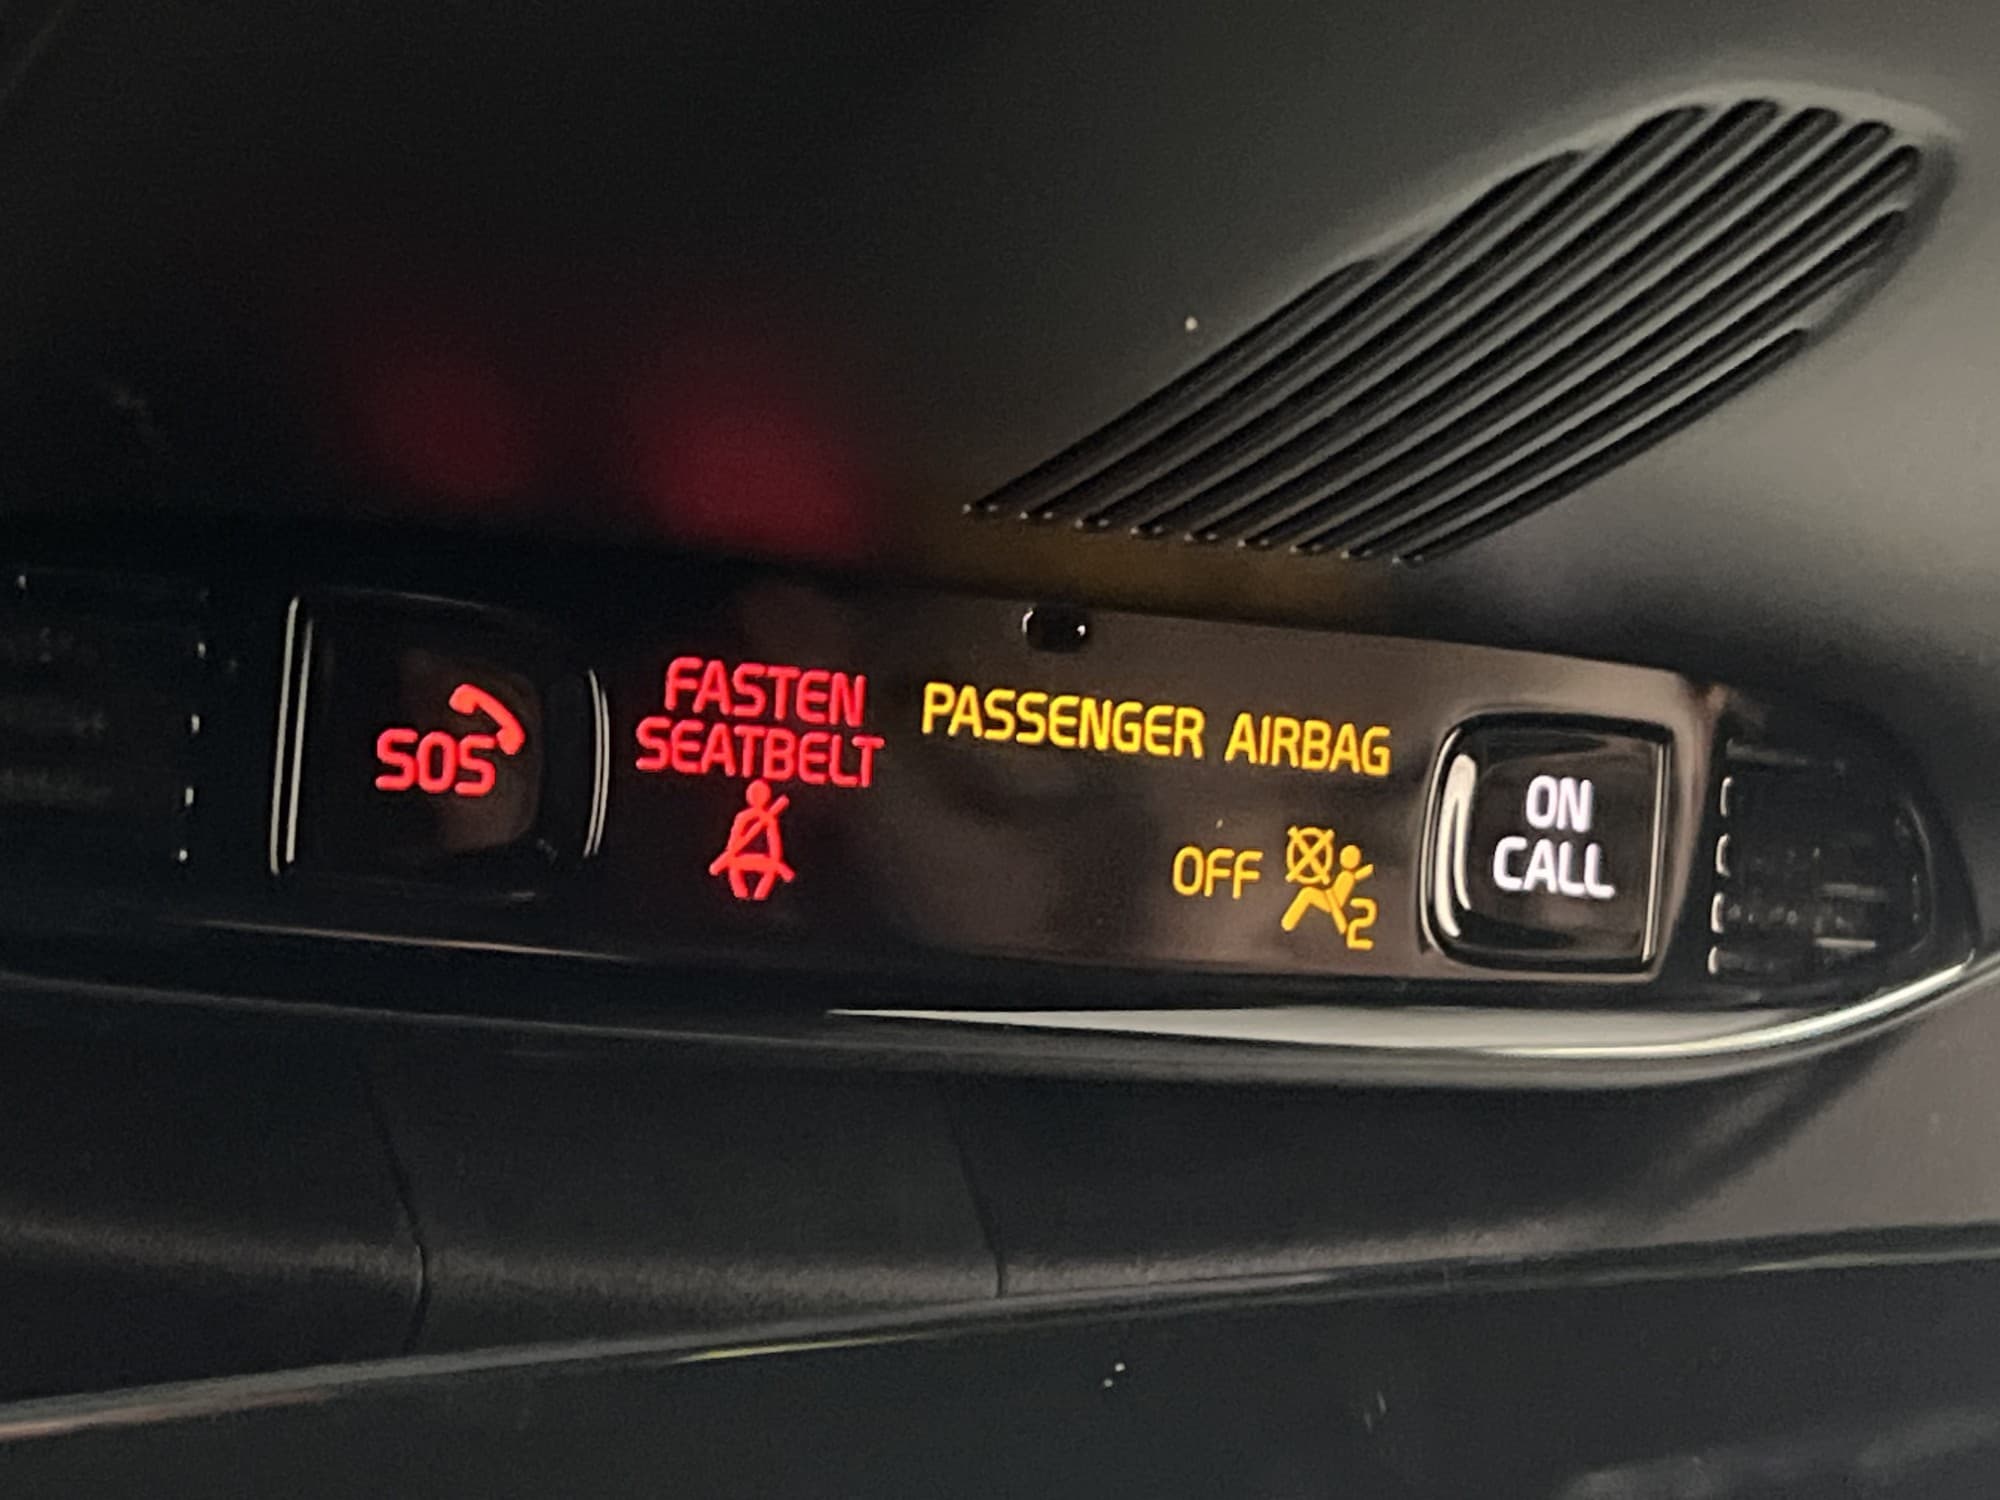 SOS
FASTEN
SEATBELT
PASSENGER AIRBAG
OFF
2
ON
CALL